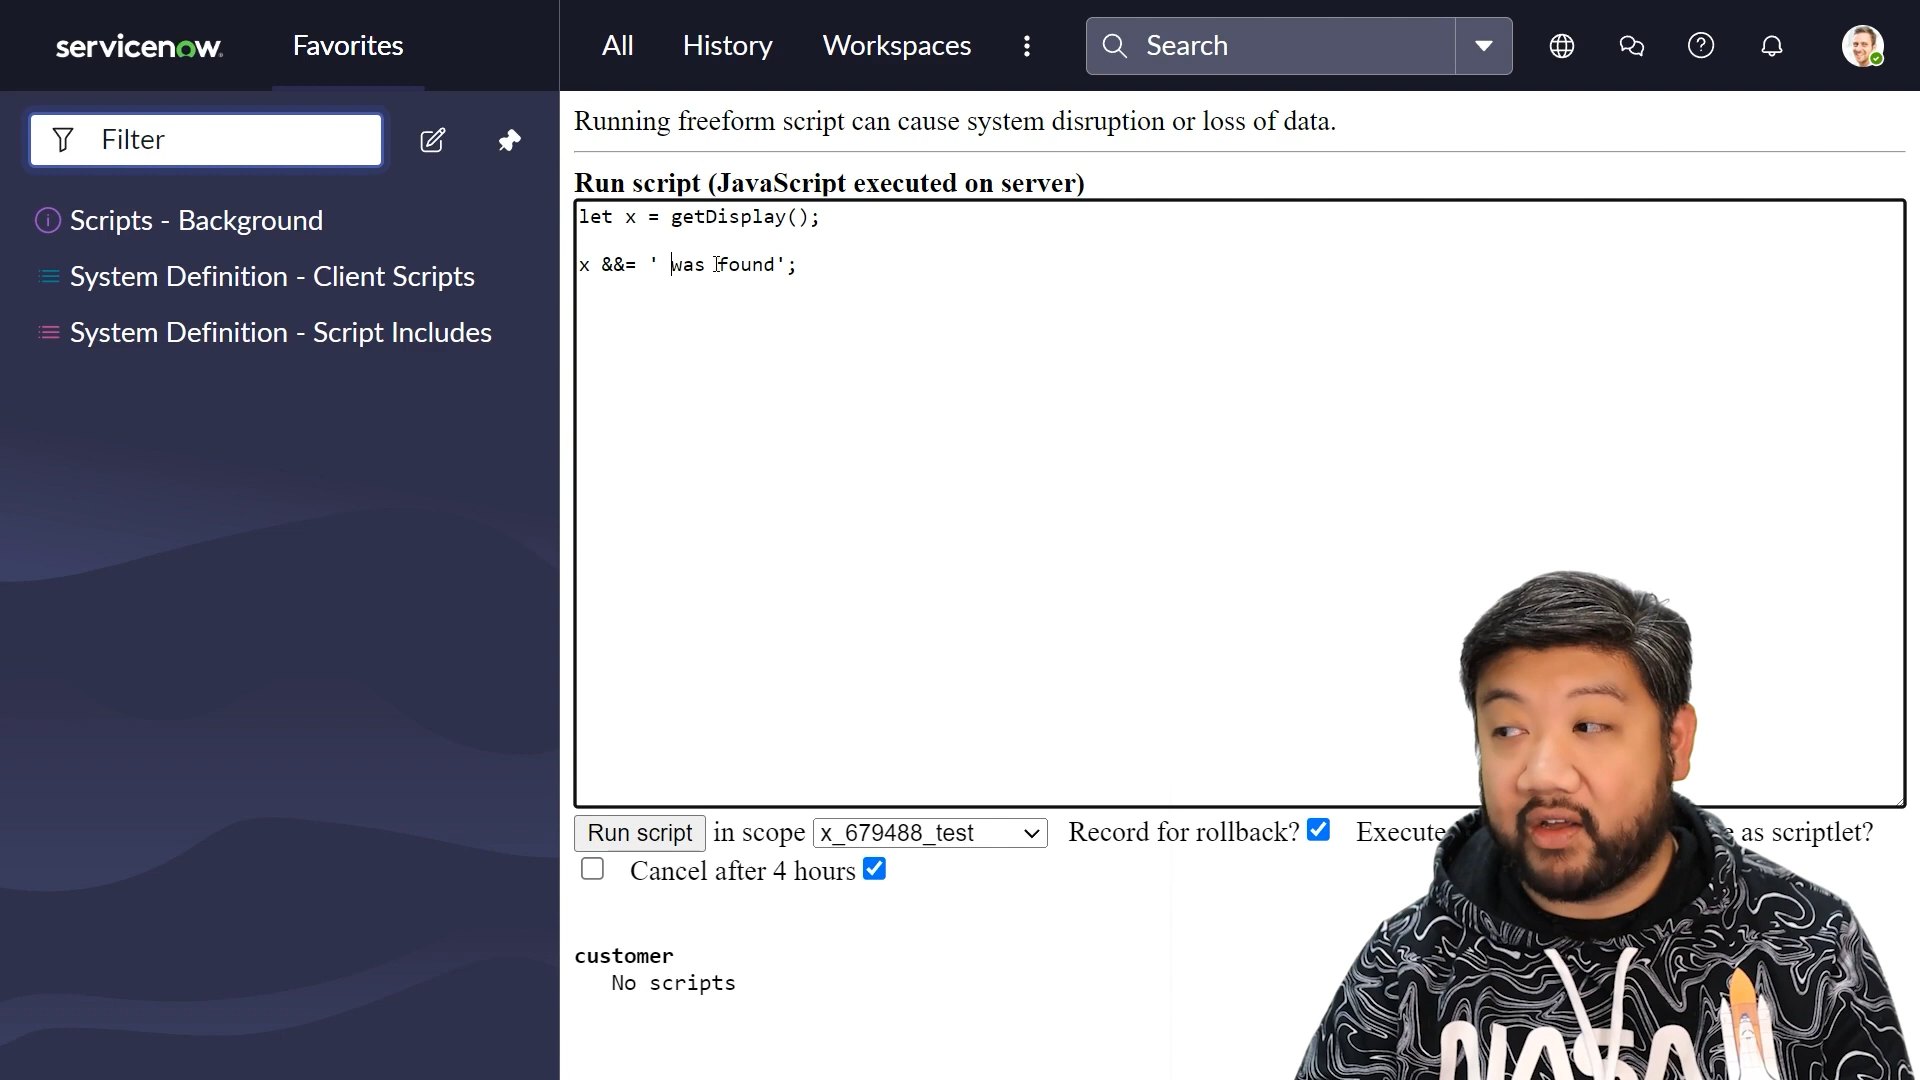 servicenow.
Favorites
All
History
Workspaces
Search
Filter
Scripts - Background
System Definition - Client Scripts
System Definition - Script Includes
Running freeform script can cause system disruption or loss of data.
Run script (JavaScript executed on server)
let x = getDisplay();
x &&= ' was found';
Run script in scope x_679488_test Record for rollback? Execute as scriptlet?
Cancel after 4 hours
customer
No scripts
NASA